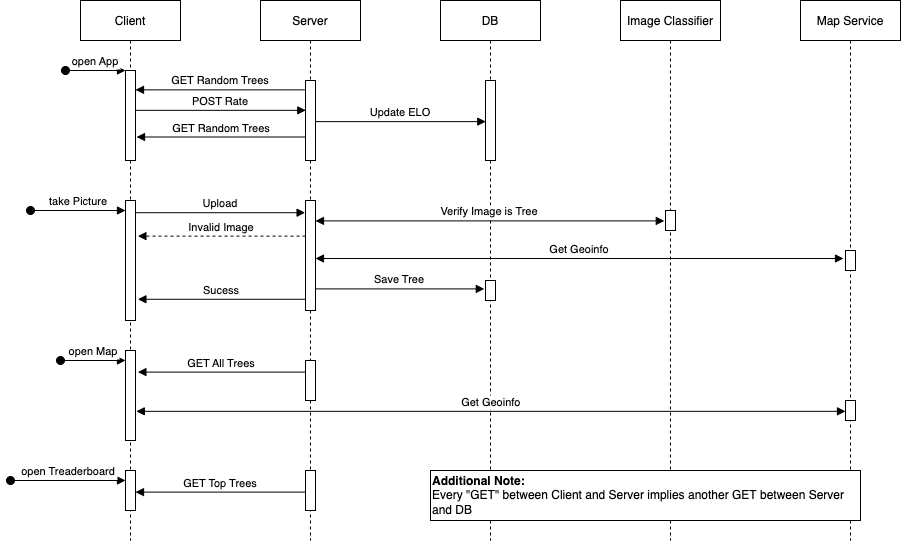 Client
Server
DB
Image Classifier
Map Service
open App
GET Random Trees
POST Rate
Update ELO
GET Random Trees
take Picture
Upload
Verify Image is Tree
Invalid Image
Get Geoinfo
Save Tree
Sucess
open Map
GET All Trees
Get Geoinfo
open Treaderboard
GET Top Trees
Additional Note:
Every "GET" between Client and Server implies another GET between Server
and DB